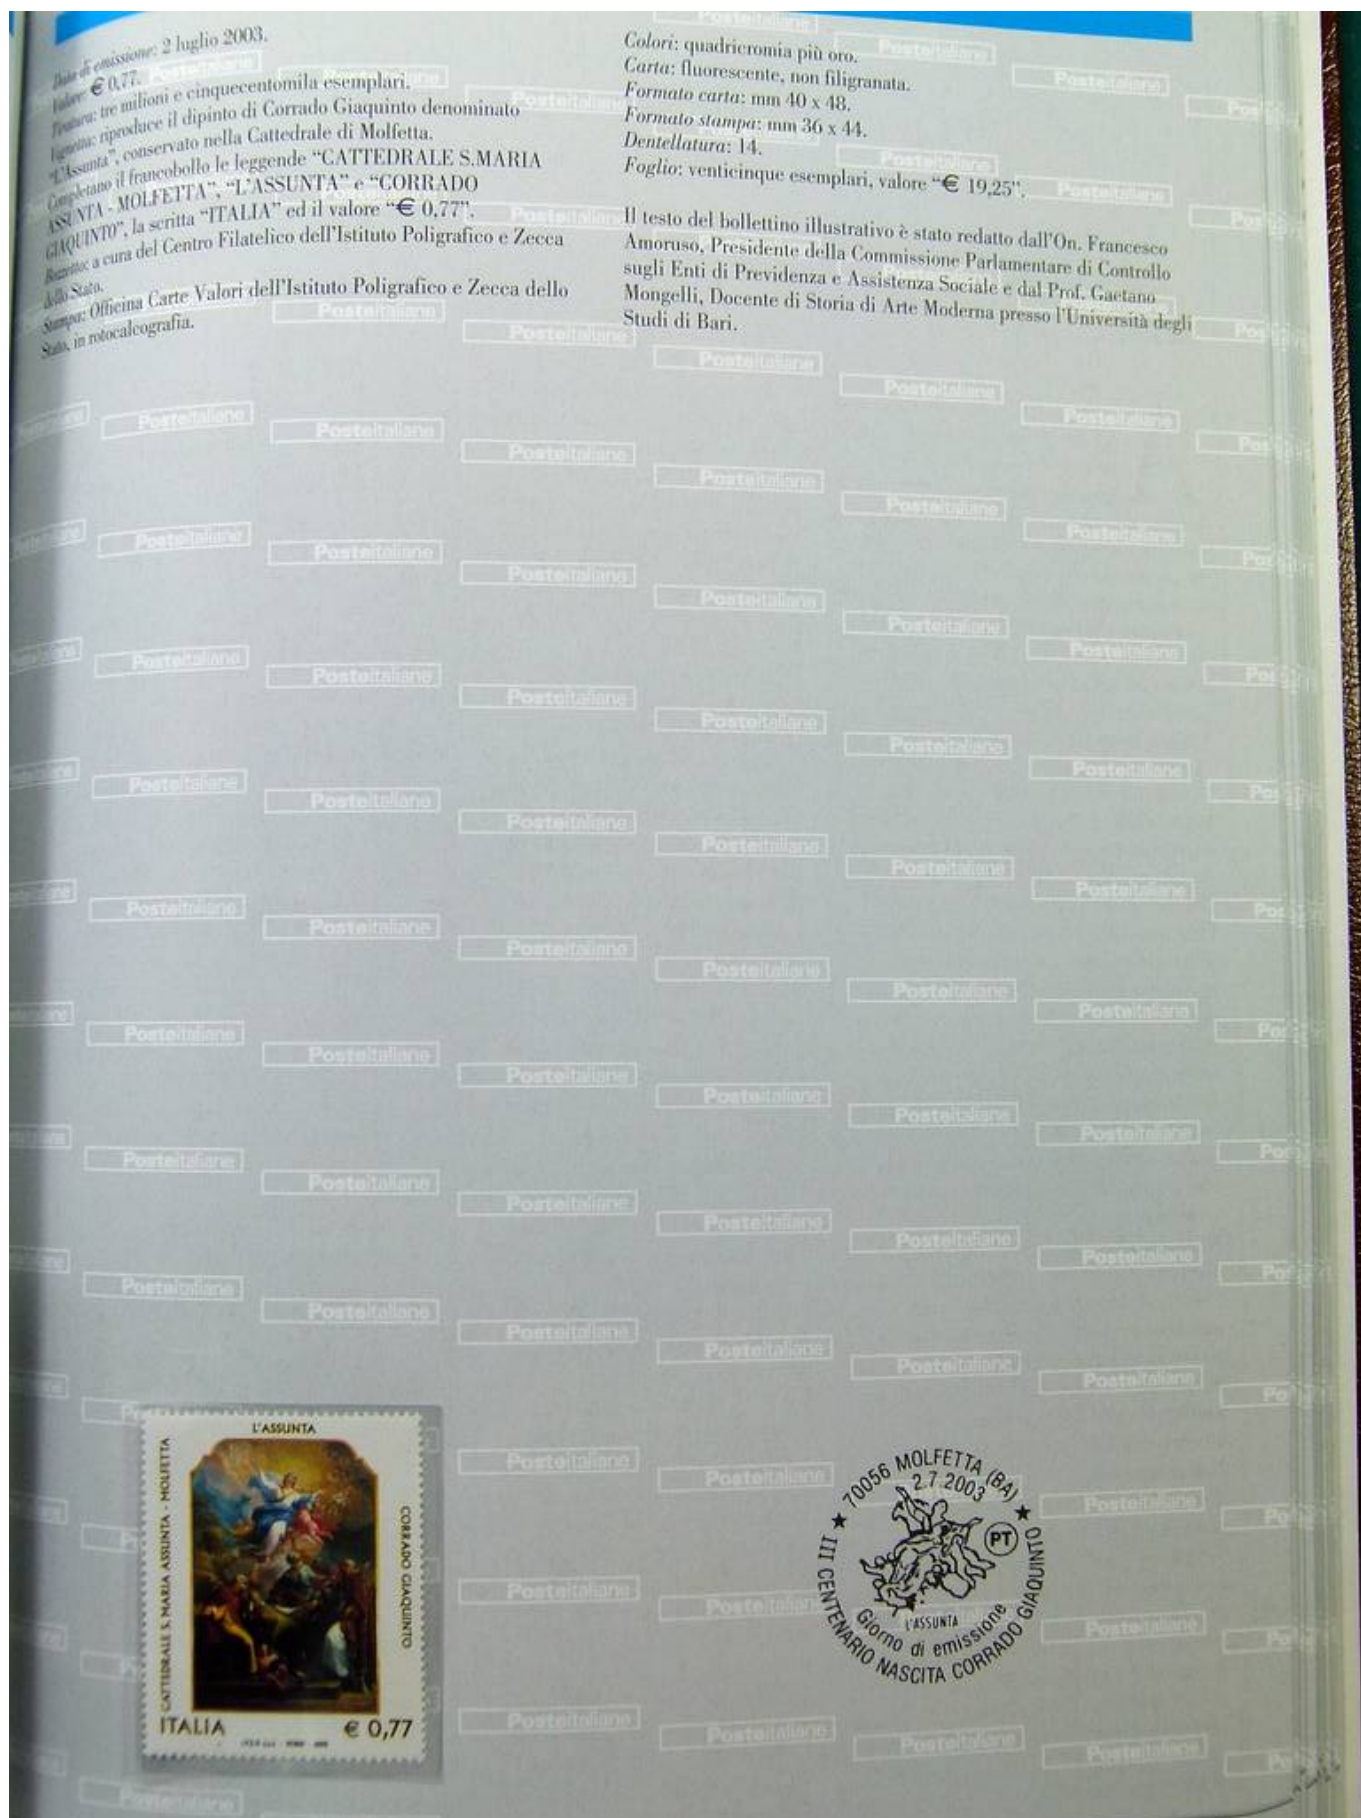 Data di emissione: 2 luglio 2003.
Valore: € 0,77.
Tiratura: tre milioni e cinquecentomila esemplari.
Vignetta: riproduce il dipinto di Corrado Giaquinto denominato
"L'Assunta", conservato nella Cattedrale di Molfetta.
Completano il francobollo le leggende "CATTEDRALE S.MARIA
ASSUNTA - MOLFETTA", "L'ASSUNTA" e "CORRADO
GIAQUINTO", la scritta "ITALIA" ed il valore "€ 0,77".
Bozzetto: a cura del Centro Filatelico dell'Istituto Poligrafico e Zecca
dello Stato.
Stampa: Officina Carte Valori dell'Istituto Poligrafico e Zecca dello
Stato, in rotocalcografia.
Colori: quadricromia più oro.
Carta: fluorescente, non filigranata.
Formato carta: mm 40 x 48.
Formato stampa: mm 36 x 44.
Dentellatura: 14.
Foglio: venticinque esemplari, valore "€ 19,25".
Il testo del bollettino illustrativo è stato redatto dall'On. Francesco
Amoruso, Presidente della Commissione Parlamentare di Controllo
sugli Enti di Previdenza e Assistenza Sociale e dal Prof. Gaetano
Mongelli, Docente di Storia di Arte Moderna presso l'Università degli
Studi di Bari.
Posteitaliane
L'ASSUNTA
CATTEDRALE S. MARIA ASSUNTA - MOLFETTA
CORRADO GIAQUINTO
ITALIA € 0,77
70056 MOLFETTA (BA)
2.7.2003
PT
L'ASSUNTA
Giorno di emissione
III CENTENARIO NASCITA CORRADO GIAQUINTO